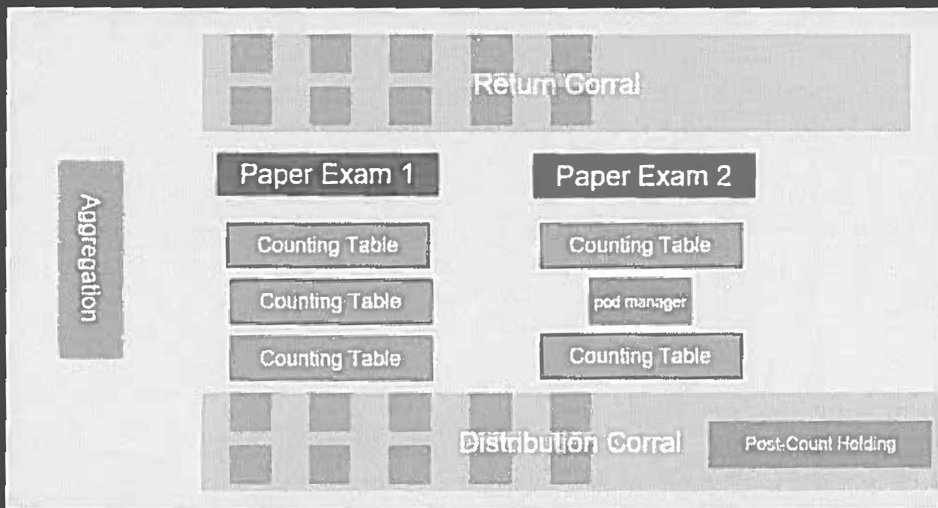 Return Corral
Paper Exam 1
Paper Exam 2
Aggregation
Counting Table
Counting Table
Counting Table
pod manager
Counting Table
Counting Table
Distribution Corral
Post-Count Holding